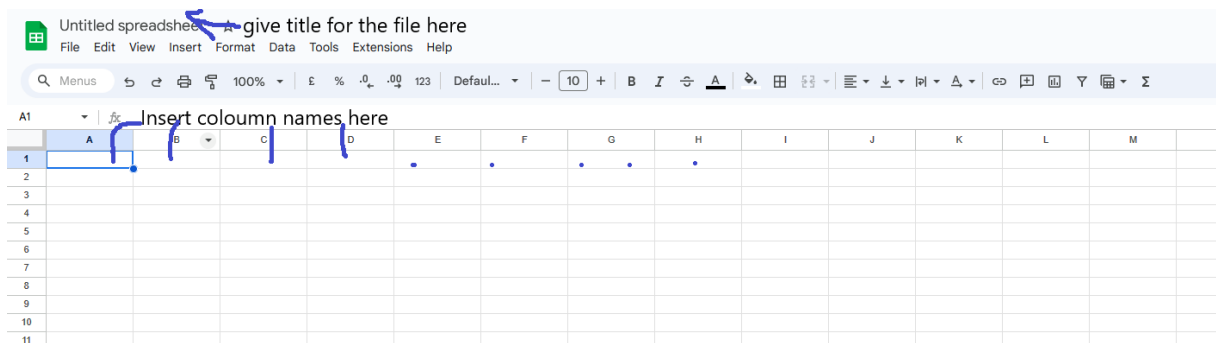 Untitled spreadshee give title for the file here
File Edit View Insert Format Data Tools Extensions Help
Menus 100% £ % .0 .00 123 Defaul... − 10 + B I S A Σ
A1 fx Insert coloumn names here
A B C D E F G H I J K L M
1
2
3
4
5
6
7
8
9
10
11